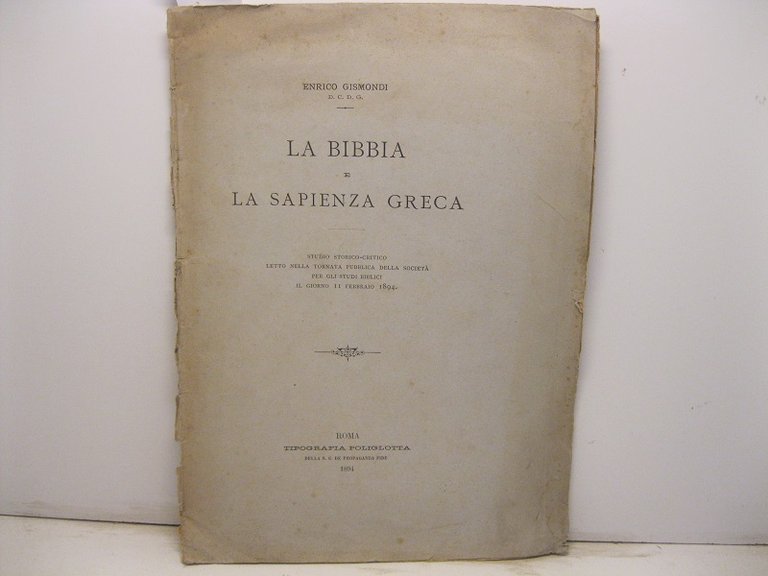 ENRICO GISMONDI
D. C. D. G.
LA BIBBIA
E
LA SAPIENZA GRECA
STUDIO STORICO-CRITICO
LETTO NELLA TORNATA PUBBLICA DELLA SOCIETÀ
PER GLI STUDI BIBLICI
IL GIORNO 11 FEBBRAIO 1894.
ROMA
TIPOGRAFIA POLIGLOTTA
DELLA S. C. DE PROPAGANDA FIDE
1894